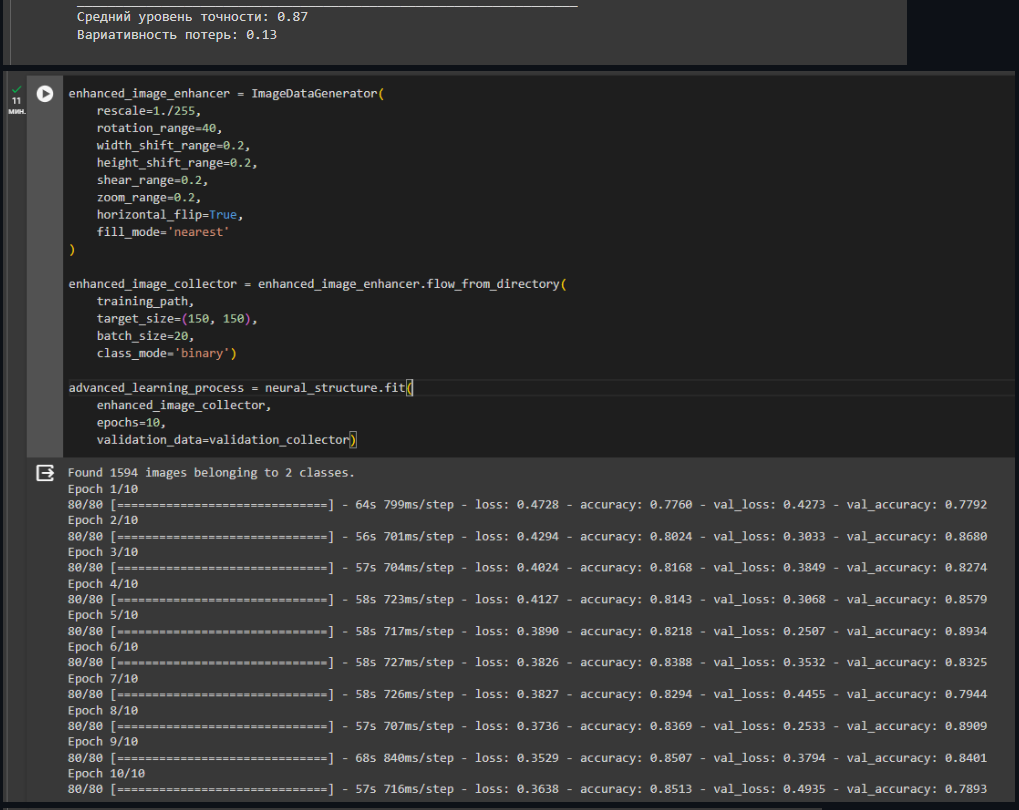 Средний уровень точности: 0.87
Вариативность потерь: 0.13
11
мин.
enhanced_image_enhancer = ImageDataGenerator(
    rescale=1./255,
    rotation_range=40,
    width_shift_range=0.2,
    height_shift_range=0.2,
    shear_range=0.2,
    zoom_range=0.2,
    horizontal_flip=True,
    fill_mode='nearest'
)
enhanced_image_collector = enhanced_image_enhancer.flow_from_directory(
    training_path,
    target_size=(150, 150),
    batch_size=20,
    class_mode='binary')
advanced_learning_process = neural_structure.fit(
    enhanced_image_collector,
    epochs=10,
    validation_data=validation_collector)
Found 1594 images belonging to 2 classes.
Epoch 1/10
80/80 [==============================] - 64s 799ms/step - loss: 0.4728 - accuracy: 0.7760 - val_loss: 0.4273 - val_accuracy: 0.7792
Epoch 2/10
80/80 [==============================] - 56s 701ms/step - loss: 0.4294 - accuracy: 0.8024 - val_loss: 0.3033 - val_accuracy: 0.8680
Epoch 3/10
80/80 [==============================] - 57s 704ms/step - loss: 0.4024 - accuracy: 0.8168 - val_loss: 0.3849 - val_accuracy: 0.8274
Epoch 4/10
80/80 [==============================] - 58s 723ms/step - loss: 0.4127 - accuracy: 0.8143 - val_loss: 0.3068 - val_accuracy: 0.8579
Epoch 5/10
80/80 [==============================] - 58s 717ms/step - loss: 0.3890 - accuracy: 0.8218 - val_loss: 0.2507 - val_accuracy: 0.8934
Epoch 6/10
80/80 [==============================] - 58s 727ms/step - loss: 0.3826 - accuracy: 0.8388 - val_loss: 0.3532 - val_accuracy: 0.8325
Epoch 7/10
80/80 [==============================] - 58s 726ms/step - loss: 0.3827 - accuracy: 0.8294 - val_loss: 0.4455 - val_accuracy: 0.7944
Epoch 8/10
80/80 [==============================] - 57s 707ms/step - loss: 0.3736 - accuracy: 0.8369 - val_loss: 0.2533 - val_accuracy: 0.8909
Epoch 9/10
80/80 [==============================] - 68s 840ms/step - loss: 0.3529 - accuracy: 0.8507 - val_loss: 0.3794 - val_accuracy: 0.8401
Epoch 10/10
80/80 [==============================] - 57s 716ms/step - loss: 0.3638 - accuracy: 0.8513 - val_loss: 0.4935 - val_accuracy: 0.7893